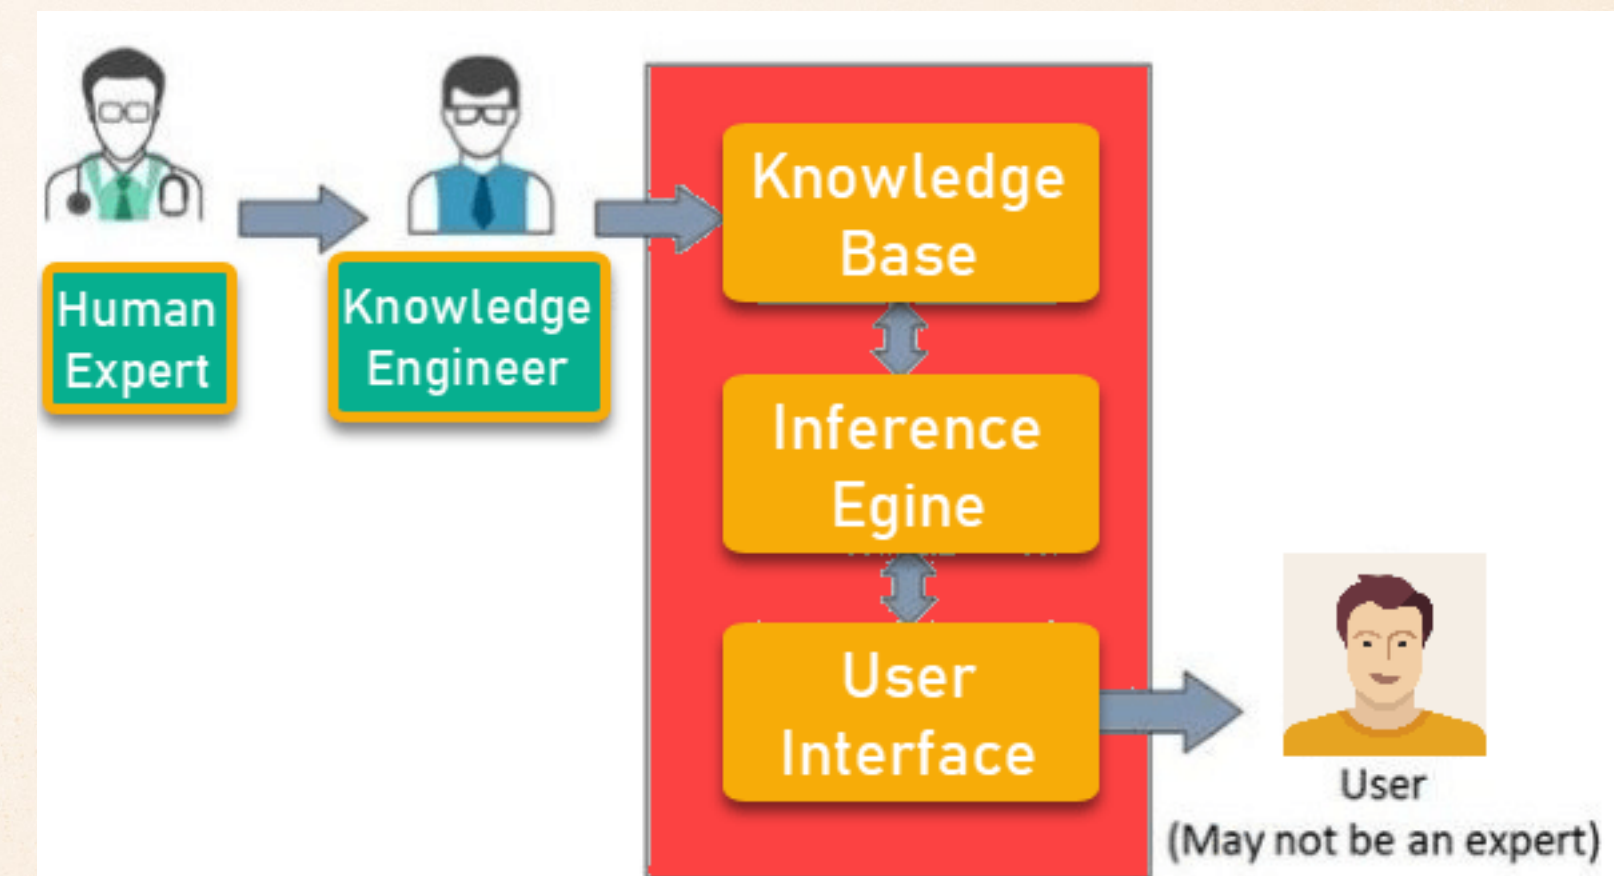 Human
Expert
Knowledge
Engineer
Knowledge
Base
Inference
Egine
User
Interface
User
(May not be an expert)